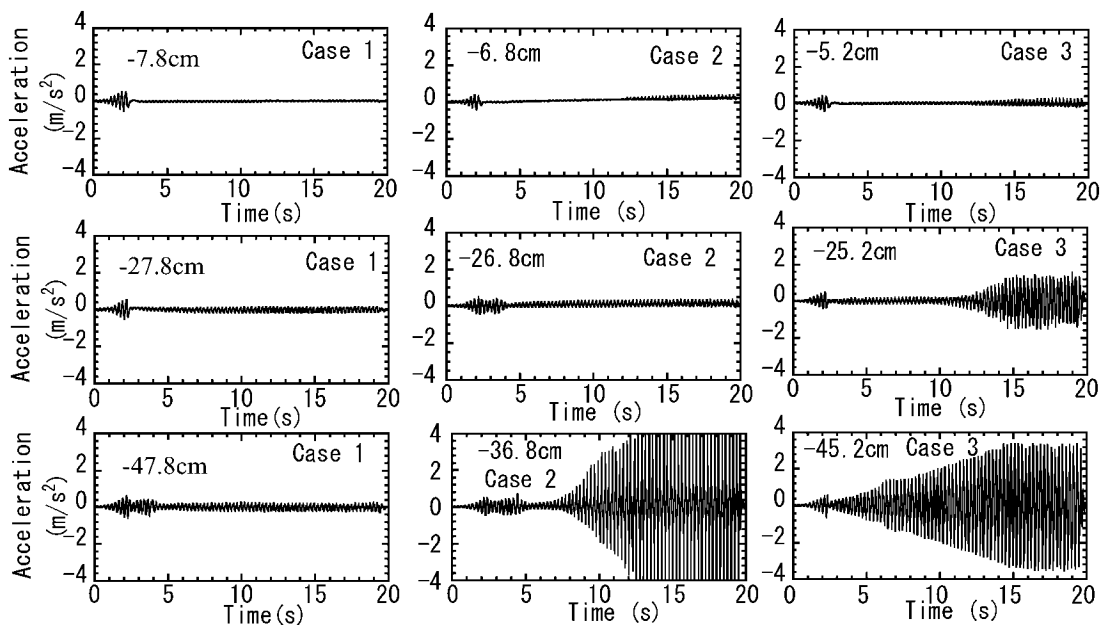 Acceleration
(m/s²)
4
2
0
−2
−4
-7.8cm
Case 1
0 5 10 15 20
Time(s)
4
2
0
−2
−4
−6.8cm
Case 2
0 5 10 15 20
Time (s)
4
2
0
−2
−4
−5.2cm
Case 3
0 5 10 15 20
Time (s)
Acceleration
(m/s²)
4
2
0
−2
−4
-27.8cm
Case 1
0 5 10 15 20
Time(s)
4
2
0
−2
−4
−26.8cm
Case 2
0 5 10 15 20
Time (s)
4
2
0
−2
−4
−25.2cm
Case 3
0 5 10 15 20
Time (s)
Acceleration
(m/s²)
4
2
0
−2
−4
-47.8cm
Case 1
0 5 10 15 20
Time(s)
4
2
0
−2
−4
−36.8cm
Case 2
0 5 10 15 20
Time(s)
4
2
0
−2
−4
−45.2cm
Case 3
0 5 10 15 20
Time(s)